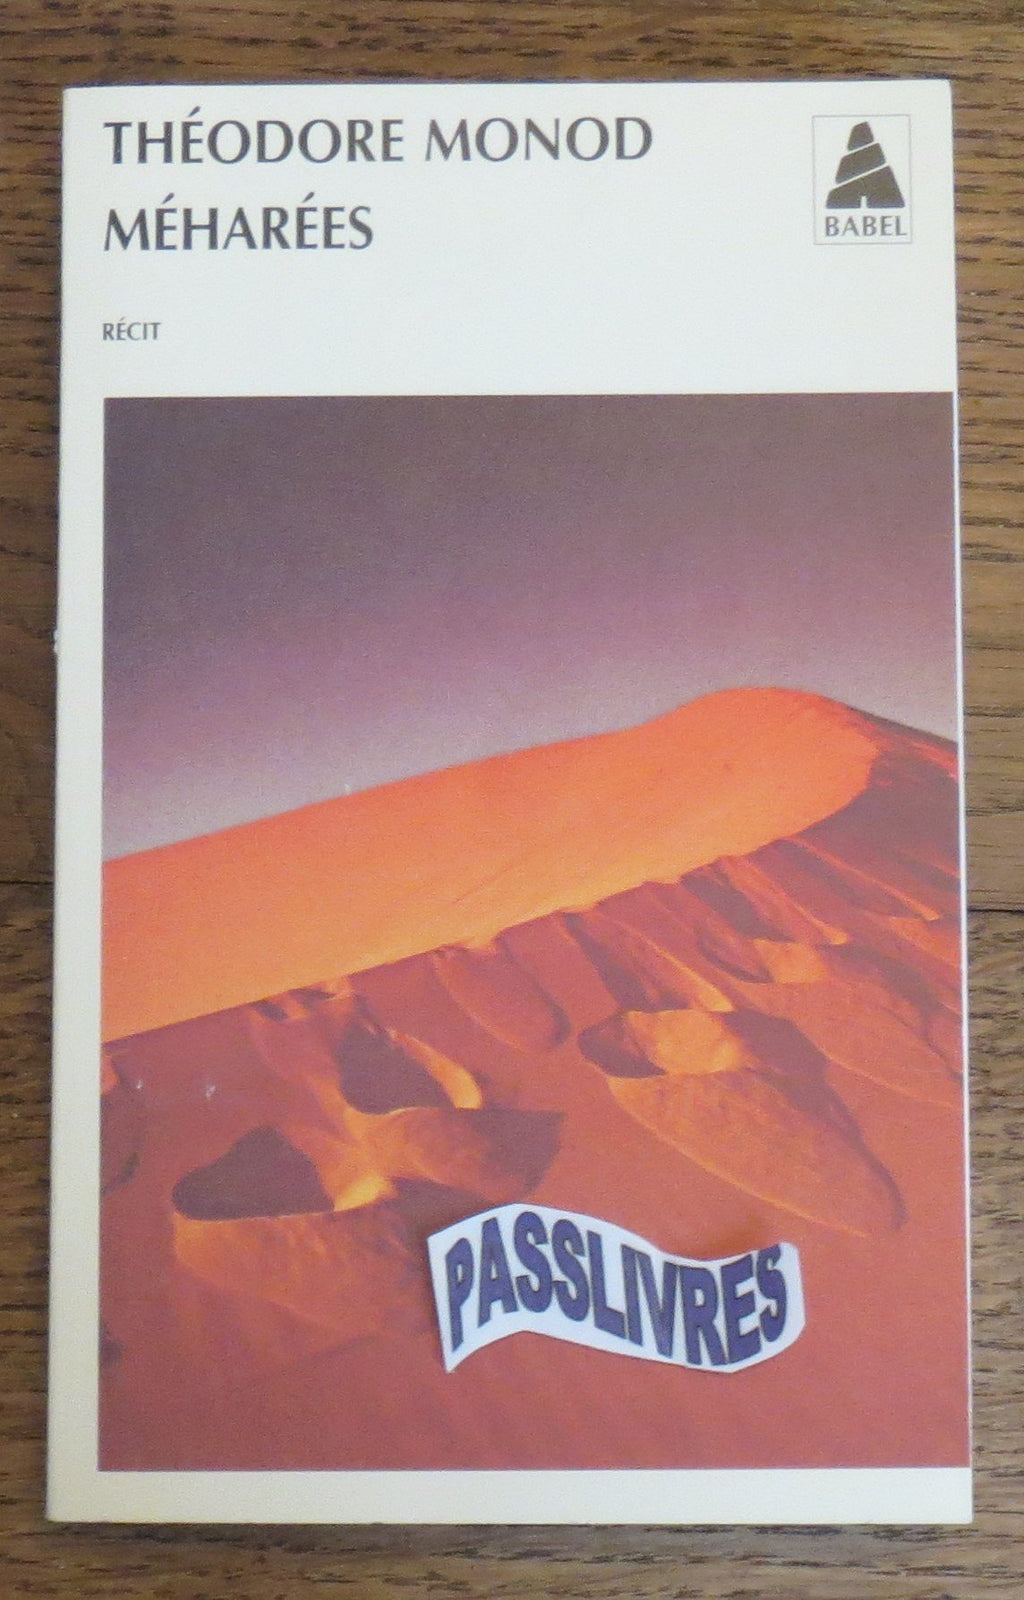 THÉODORE MONOD
MÉHARÉES
BABEL
RÉCIT
PASSLIVRES